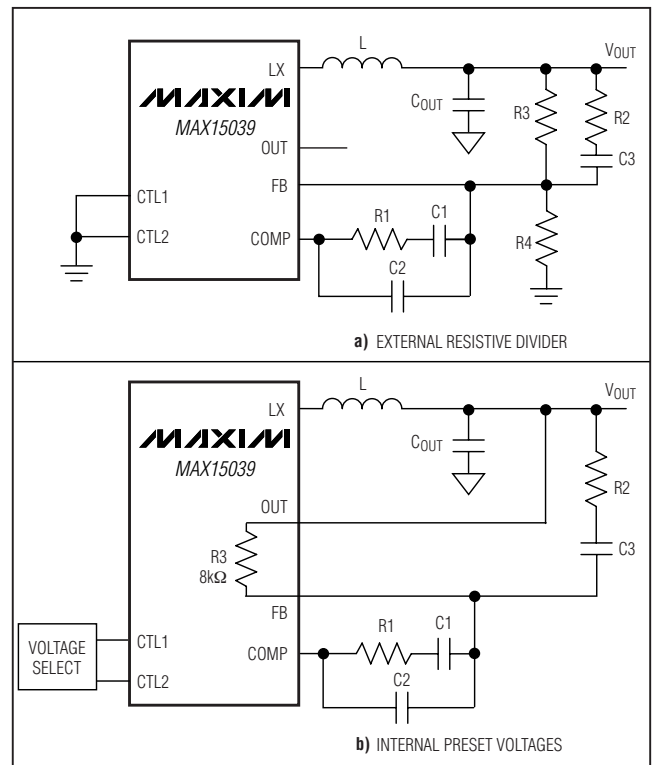 L
VOUT
LX
MAXIM
MAX15039
COUT
R3
R2
C3
OUT
FB
CTL1
CTL2
COMP
R1
C1
C2
R4
a) EXTERNAL RESISTIVE DIVIDER
L
VOUT
LX
MAXIM
MAX15039
COUT
R2
C3
OUT
R3
8kΩ
FB
VOLTAGE
SELECT
CTL1
CTL2
COMP
R1
C1
C2
b) INTERNAL PRESET VOLTAGES